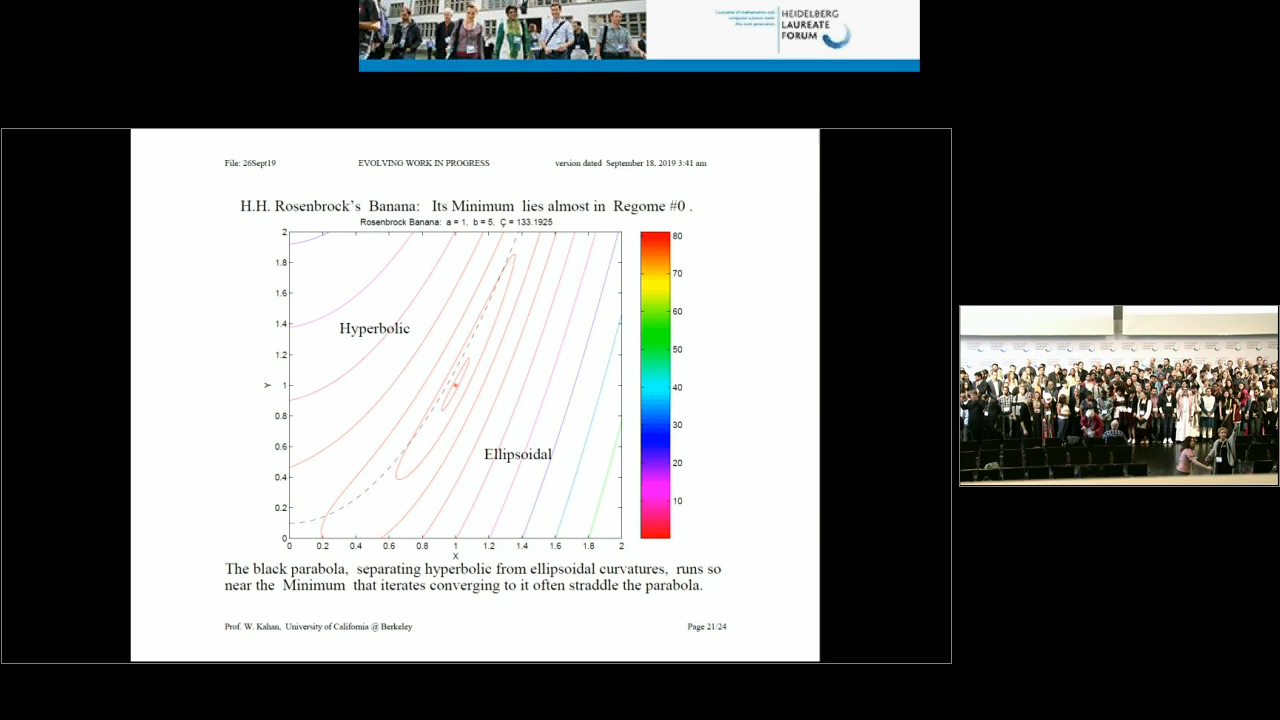 HEIDELBERG
LAUREATE
FORUM
File: 26Sept19 EVOLVING WORK IN PROGRESS version dated September 18, 2019 3:41 am
H.H. Rosenbrock's Banana: Its Minimum lies almost in Regome #0 .
Rosenbrock Banana: a = 1, b = 5, Ç = 133.1925
2
1.8
1.6
1.4
1.2
1
0.8
0.6
0.4
0.2
0
Y
Hyperbolic
Ellipsoidal
0 0.2 0.4 0.6 0.8 1 1.2 1.4 1.6 1.8 2
X
80
70
60
50
40
30
20
10
The black parabola, separating hyperbolic from ellipsoidal curvatures, runs so
near the Minimum that iterates converging to it often straddle the parabola.
Prof. W. Kahan, University of California @ Berkeley Page 21/24